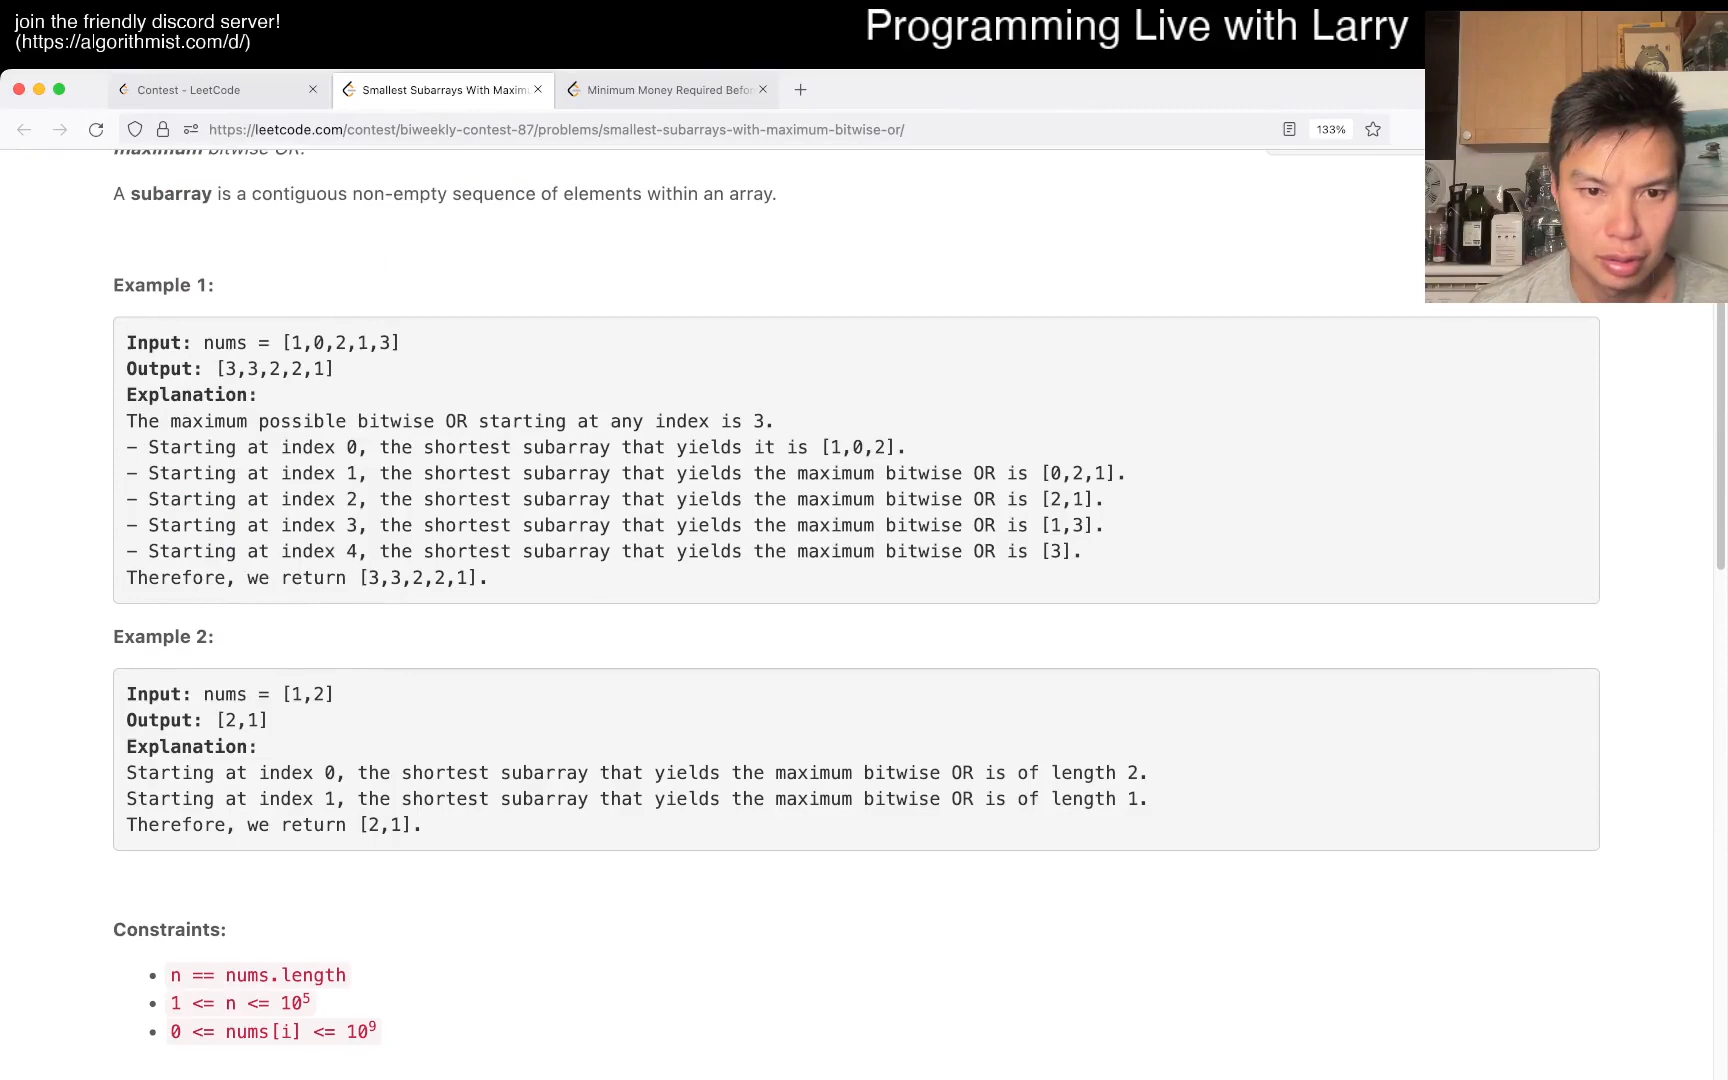 join the friendly discord server!
(https://algorithmist.com/d/)
Programming Live with Larry
Contest - LeetCode
Smallest Subarrays With Maxim
Minimum Money Required Befor
https://leetcode.com/contest/biweekly-contest-87/problems/smallest-subarrays-with-maximum-bitwise-or/
133%
maximum bitwise OR.
A subarray is a contiguous non-empty sequence of elements within an array.
Example 1:
Input: nums = [1,0,2,1,3]
Output: [3,3,2,2,1]
Explanation:
The maximum possible bitwise OR starting at any index is 3.
- Starting at index 0, the shortest subarray that yields it is [1,0,2].
- Starting at index 1, the shortest subarray that yields the maximum bitwise OR is [0,2,1].
- Starting at index 2, the shortest subarray that yields the maximum bitwise OR is [2,1].
- Starting at index 3, the shortest subarray that yields the maximum bitwise OR is [1,3].
- Starting at index 4, the shortest subarray that yields the maximum bitwise OR is [3].
Therefore, we return [3,3,2,2,1].
Example 2:
Input: nums = [1,2]
Output: [2,1]
Explanation:
Starting at index 0, the shortest subarray that yields the maximum bitwise OR is of length 2.
Starting at index 1, the shortest subarray that yields the maximum bitwise OR is of length 1.
Therefore, we return [2,1].
Constraints:
• n == nums.length
• 1 <= n <= 10⁵
• 0 <= nums[i] <= 10⁹